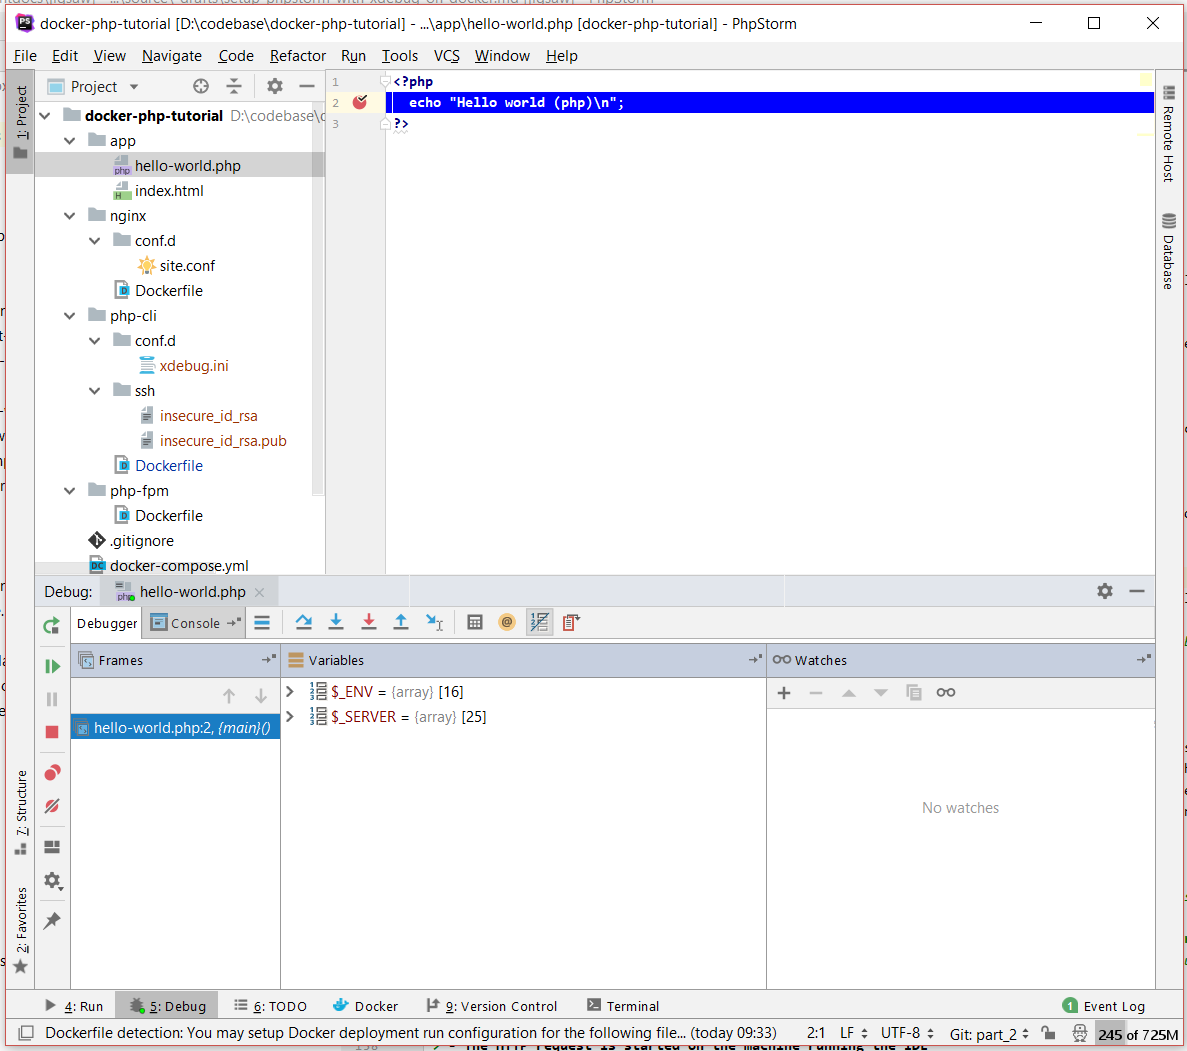 docker-php-tutorial [D:\codebase\docker-php-tutorial] - ...\app\hello-world.php [docker-php-tutorial] - PhpStorm
File Edit View Navigate Code Refactor Run Tools VCS Window Help
1: Project
Project
docker-php-tutorial D:\codebase\d
app
hello-world.php
index.html
nginx
conf.d
site.conf
Dockerfile
php-cli
conf.d
xdebug.ini
ssh
insecure_id_rsa
insecure_id_rsa.pub
Dockerfile
php-fpm
Dockerfile
.gitignore
docker-compose.yml
1 <?php
2 echo "Hello world (php)\n";
3 ?>
Remote Host
Database
Debug: hello-world.php
Debugger Console
Frames
hello-world.php:2, {main}()
Variables
$_ENV = {array} [16]
$_SERVER = {array} [25]
Watches
No watches
7: Structure
2: Favorites
4: Run 5: Debug 6: TODO Docker 9: Version Control Terminal 1 Event Log
Dockerfile detection: You may setup Docker deployment run configuration for the following file... (today 09:33) 2:1 LF UTF-8 Git: part_2 245 of 725M